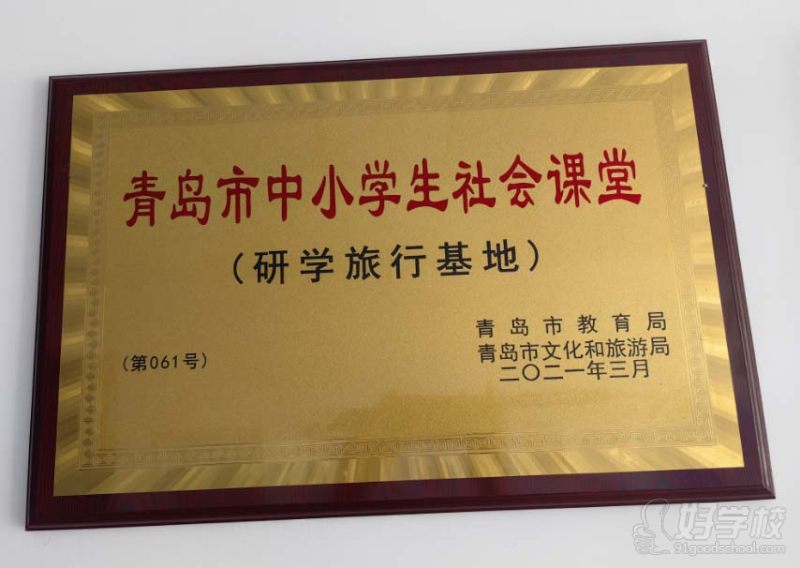 青岛市中小学生社会课堂
(研学旅行基地)
青岛市教育局
(第061号)
青岛市文化和旅游局
二〇二一年三月
好学校
91goodschool.com